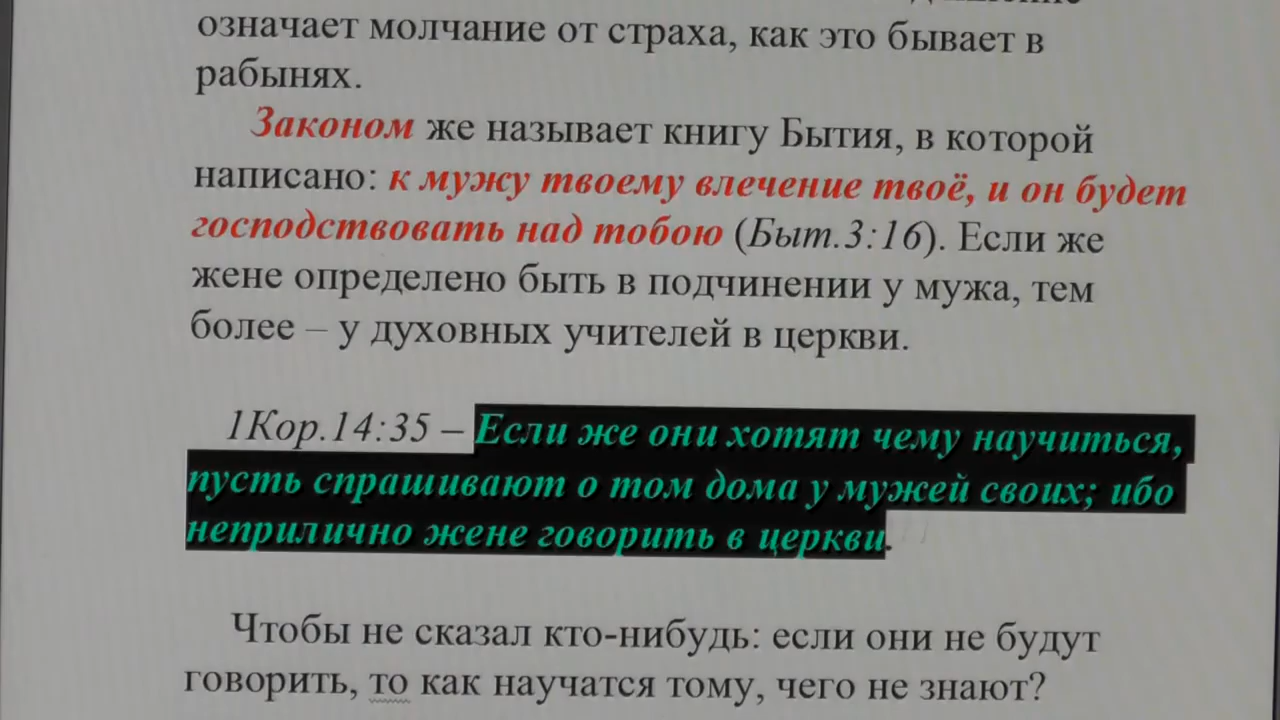 означает молчание от страха, как это бывает в
рабынях.
Законом же называет книгу Бытия, в которой
написано: к мужу твоему влечение твоё, и он будет
господствовать над тобою (Быт.3:16). Если же
жене определено быть в подчинении у мужа, тем
более – у духовных учителей в церкви.
1Кор.14:35 – Если же они хотят чему научиться,
пусть спрашивают о том дома у мужей своих; ибо
неприлично жене говорить в церкви.
Чтобы не сказал кто-нибудь: если они не будут
говорить, то как научатся тому, чего не знают?